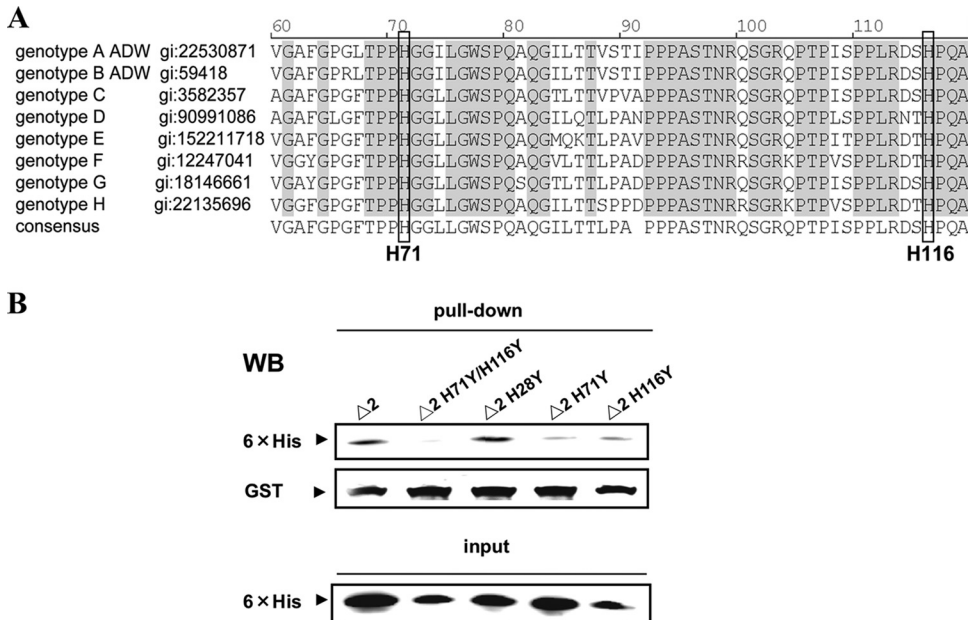 A
60 70 80 90 100 110
genotype A ADW gi:22530871 VGAFGPGLTPPHGGILGWSPQAQGILTTVSTIPPPASTNRQSGRQPTPISPPLRDSHPQA
genotype B ADW gi:59418 VGAFGPRLTPPHGGILGWSPQAQGILTTVSTIPPPASTNRQSGRQPTPISPPLRDSHPQA
genotype C gi:3582357 AGAFGPGFTPPHGGLLGWSPQAQGTLTTVPVAPPPASTNRQSGRQPTPISPPLRDSHPQA
genotype D gi:90991086 AGAFGLGFTPPHGGLLGWSPQAQGILQTLPANPPPASTNRQSGRQPTPLSPPLRNTHPQA
genotype E gi:152211718 VGAFGPGFTPPHGGLLGWSPQAQGMQKTLPAVPPPASTNRQSGRQPTPITPPLRDTHPQA
genotype F gi:12247041 VGGYGPGFTPPHGGLLGWSPQAQGVLTTLPADPPPASTNRRSGRKPTPVSPPLRDTHPQA
genotype G gi:18146661 VGAYGPGFTPPHGGLLGWSPQSQGTLTTLPADPPPASTNRQSGRQPTPISPPLRDTHPQA
genotype H gi:22135696 VGGFGPGFTPPHGGLLGWSPQAQGILTTSPPDPPPASTNRRSGRKPTPVSPPLRDTHPQA
consensus VGAFGPGFTPPHGGLLGWSPQAQGILTTLPA PPPASTNRQSGRQPTPISPPLRDSHPQA
H71 H116
B
pull-down
WB
△2 △2 H71Y/H116Y △2 H28Y △2 H71Y △2 H116Y
6×His
GST
input
6×His